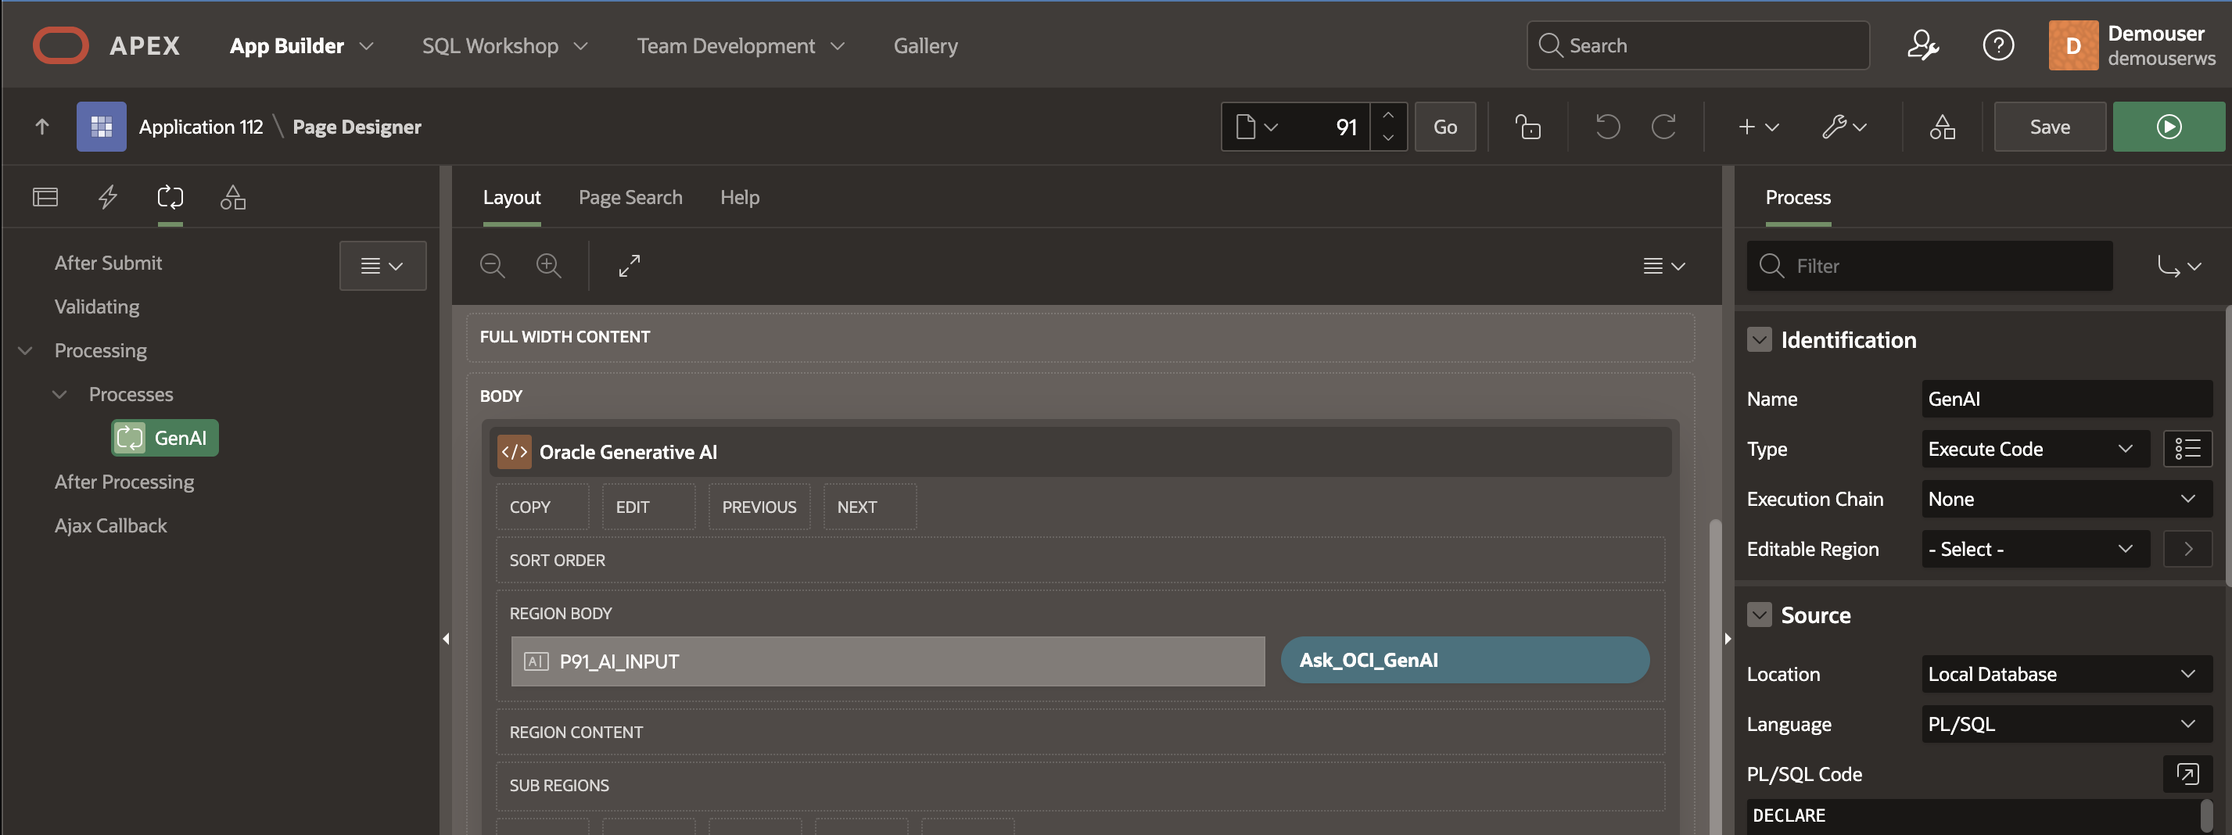 APEX App Builder SQL Workshop Team Development Gallery Search D Demouser
demouserws
Application 112 \ Page Designer 91 Go Save
Layout Page Search Help Process
After Submit
Filter
Validating
FULL WIDTH CONTENT
Identification
Processing
Processes
BODY
Name GenAI
GenAI
Oracle Generative AI
Type Execute Code
After Processing
COPY EDIT PREVIOUS NEXT
Execution Chain None
Ajax Callback
SORT ORDER
Editable Region - Select -
REGION BODY
Source
P91_AI_INPUT Ask_OCI_GenAI
Location Local Database
REGION CONTENT
Language PL/SQL
SUB REGIONS
PL/SQL Code
DECLARE